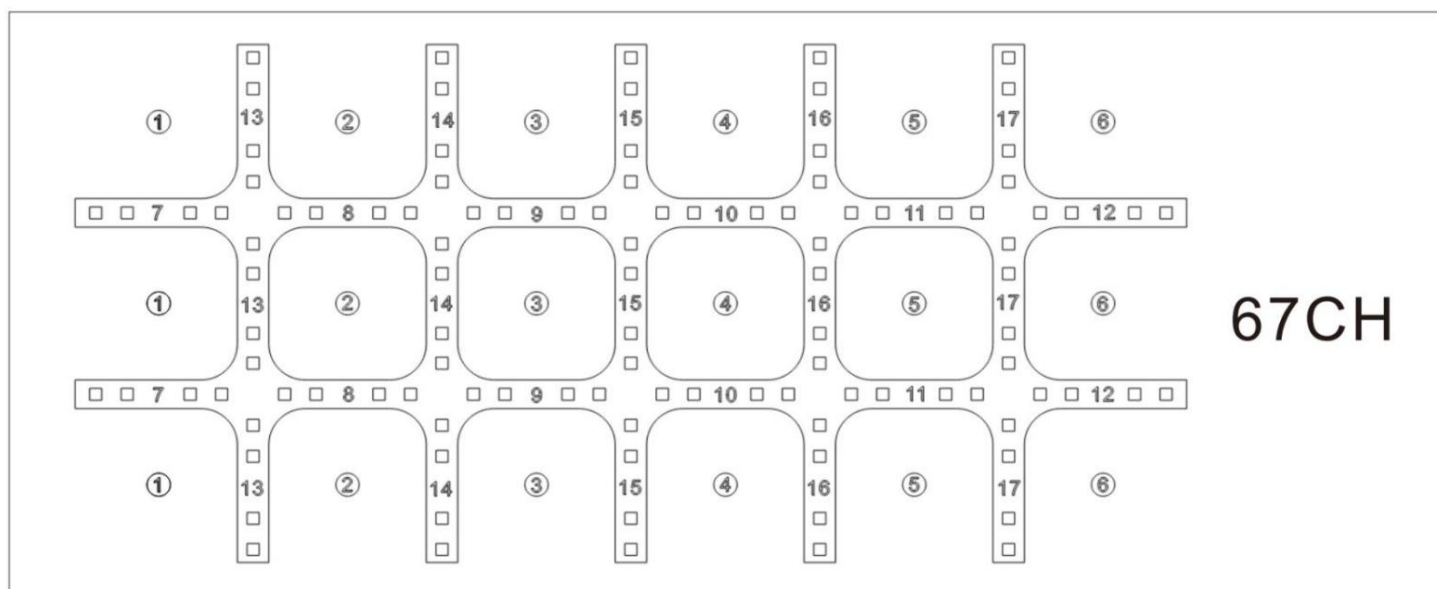 ① 13 ② 14 ③ 15 ④ 16 ⑤ 17 ⑥
7 8 9 10 11 12
① 13 ② 14 ③ 15 ④ 16 ⑤ 17 ⑥
67CH
7 8 9 10 11 12
① 13 ② 14 ③ 15 ④ 16 ⑤ 17 ⑥